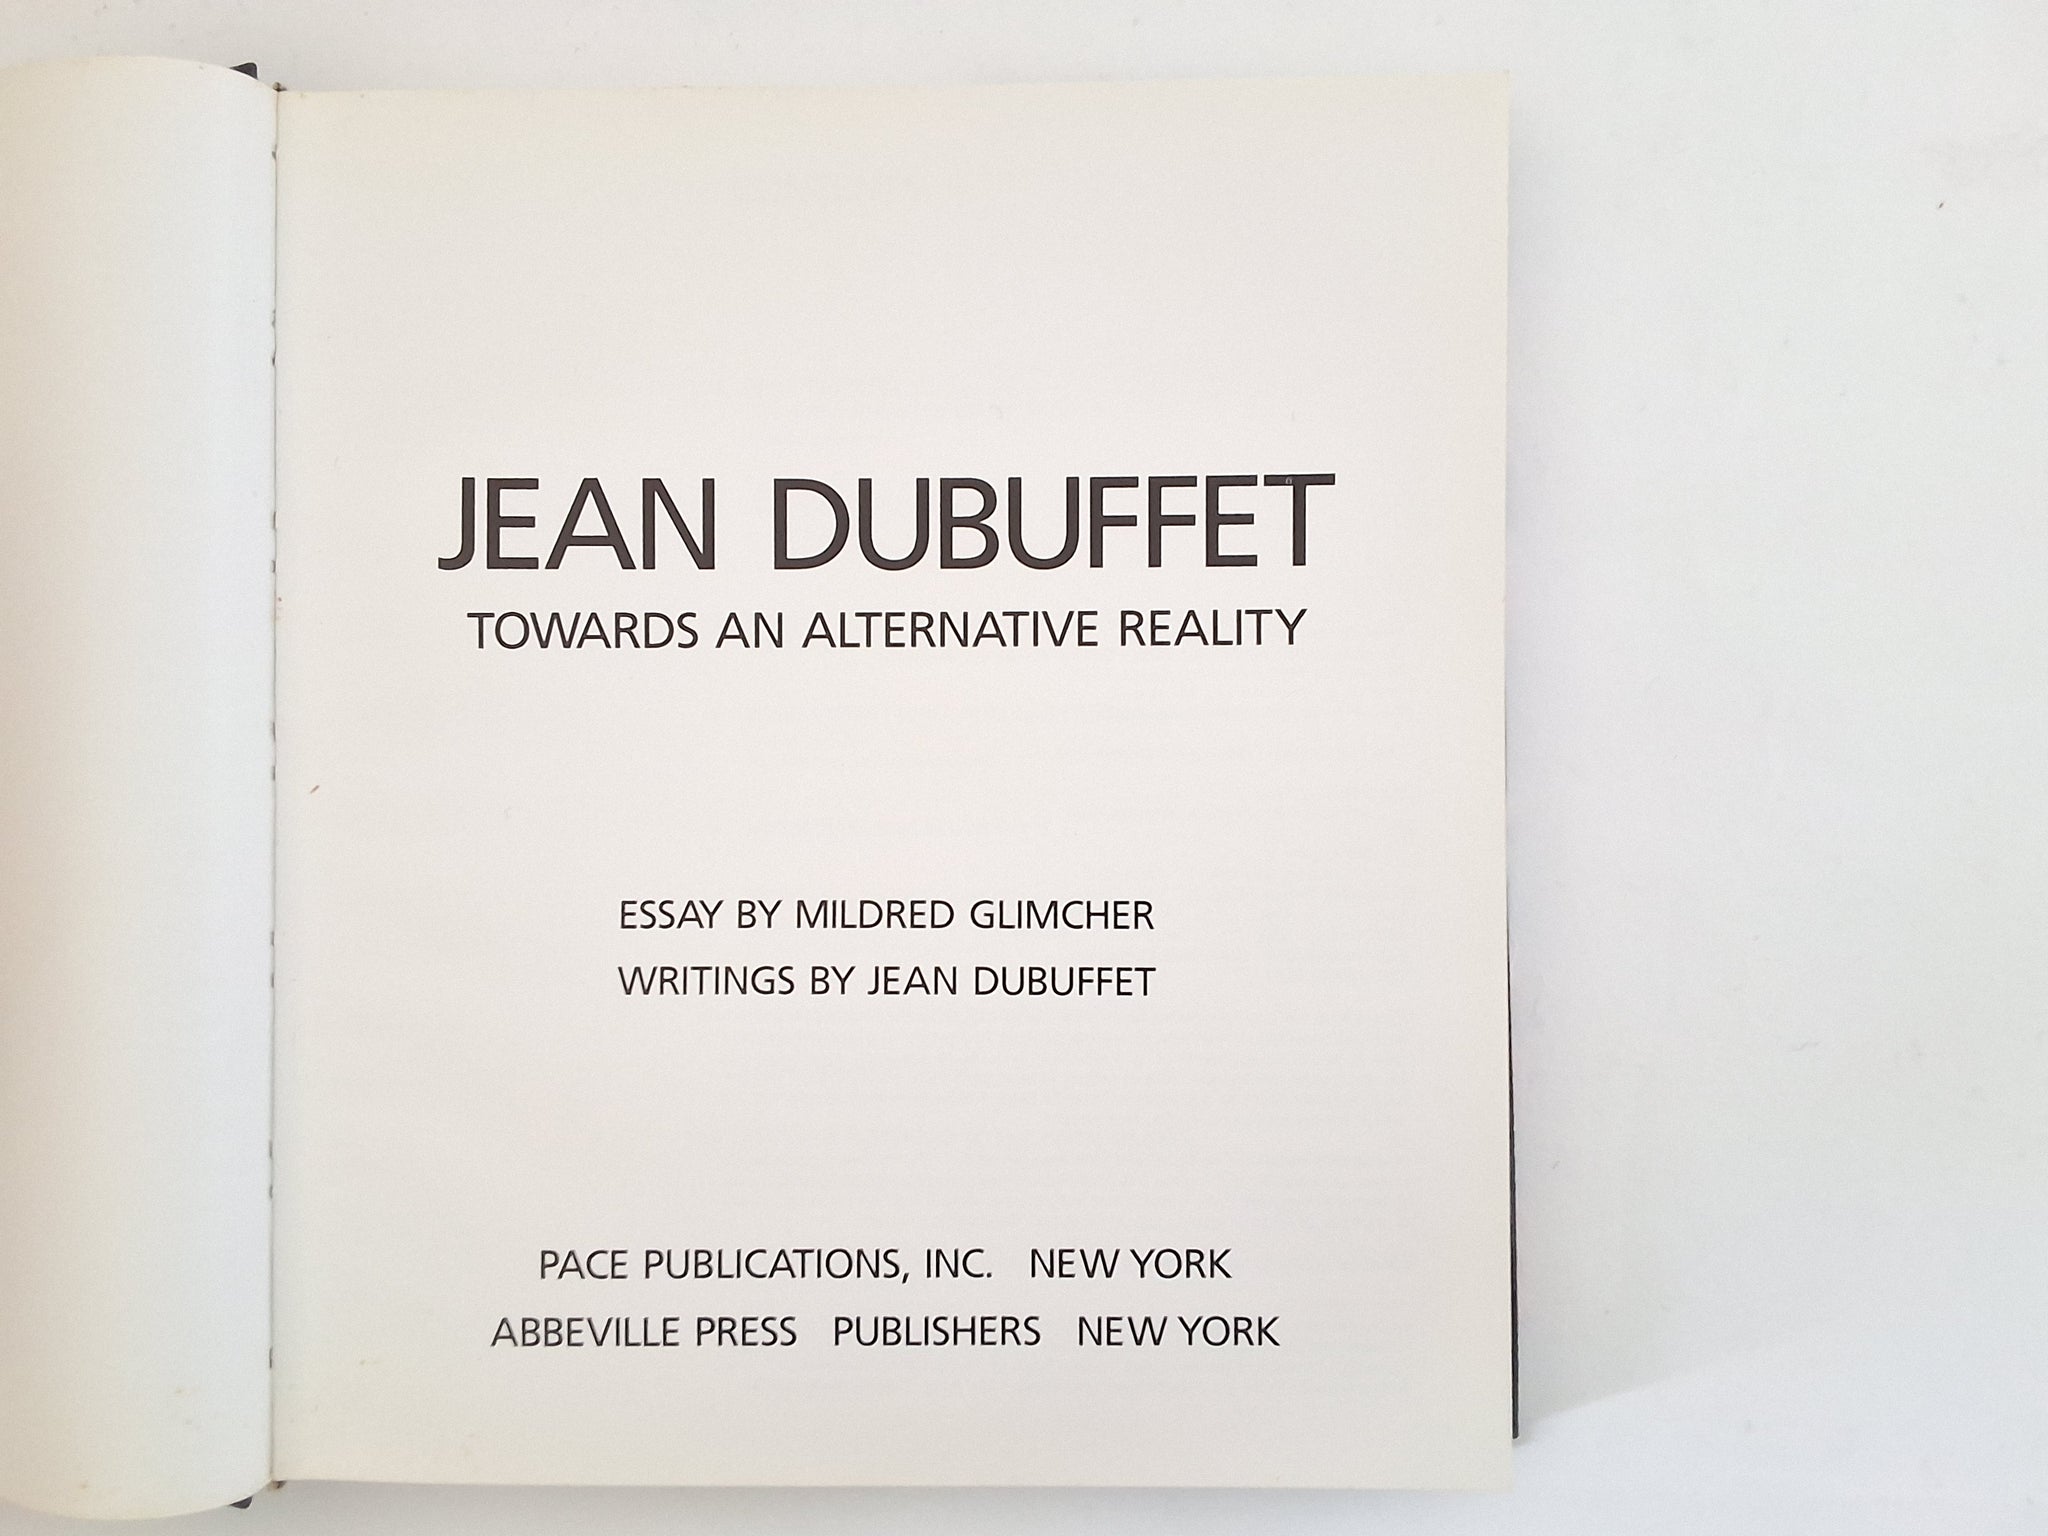 JEAN DUBUFFET
TOWARDS AN ALTERNATIVE REALITY
ESSAY BY MILDRED GLIMCHER
WRITINGS BY JEAN DUBUFFET
PACE PUBLICATIONS, INC. NEW YORK
ABBEVILLE PRESS PUBLISHERS NEW YORK